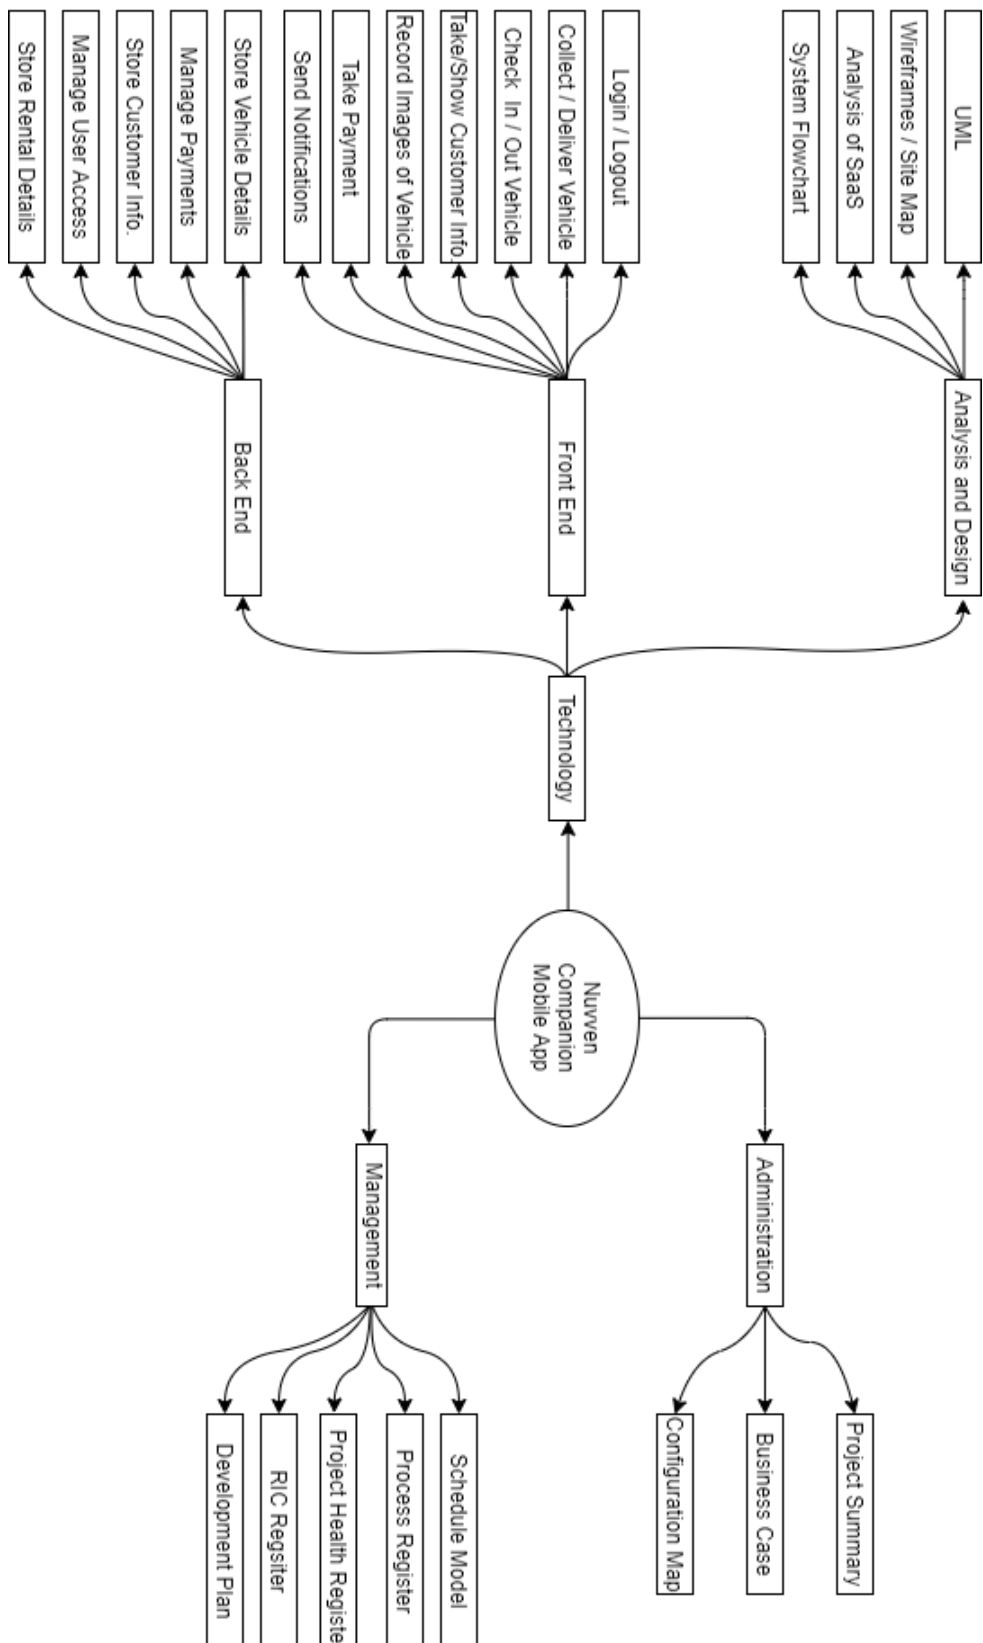 UML
Wireframes / Site Map
Analysis of SaaS
System Flowchart
Login / Logout
Collect / Deliver Vehicle
Check In / Out Vehicle
Take/Show Customer Info.
Record Images of Vehicle
Take Payment
Send Notifications
Store Vehicle Details
Manage Payments
Store Customer Info.
Manage User Access
Store Rental Details
Analysis and Design
Front End
Back End
Technology
Nuvven
Companion
Mobile App
Administration
Management
Project Summary
Business Case
Configuration Map
Schedule Model
Process Register
Project Health Registe
RIC Regsiter
Development Plan